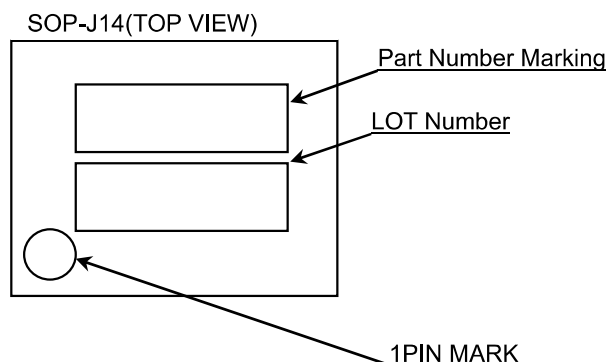 SOP-J14(TOP VIEW)
Part Number Marking
LOT Number
1PIN MARK